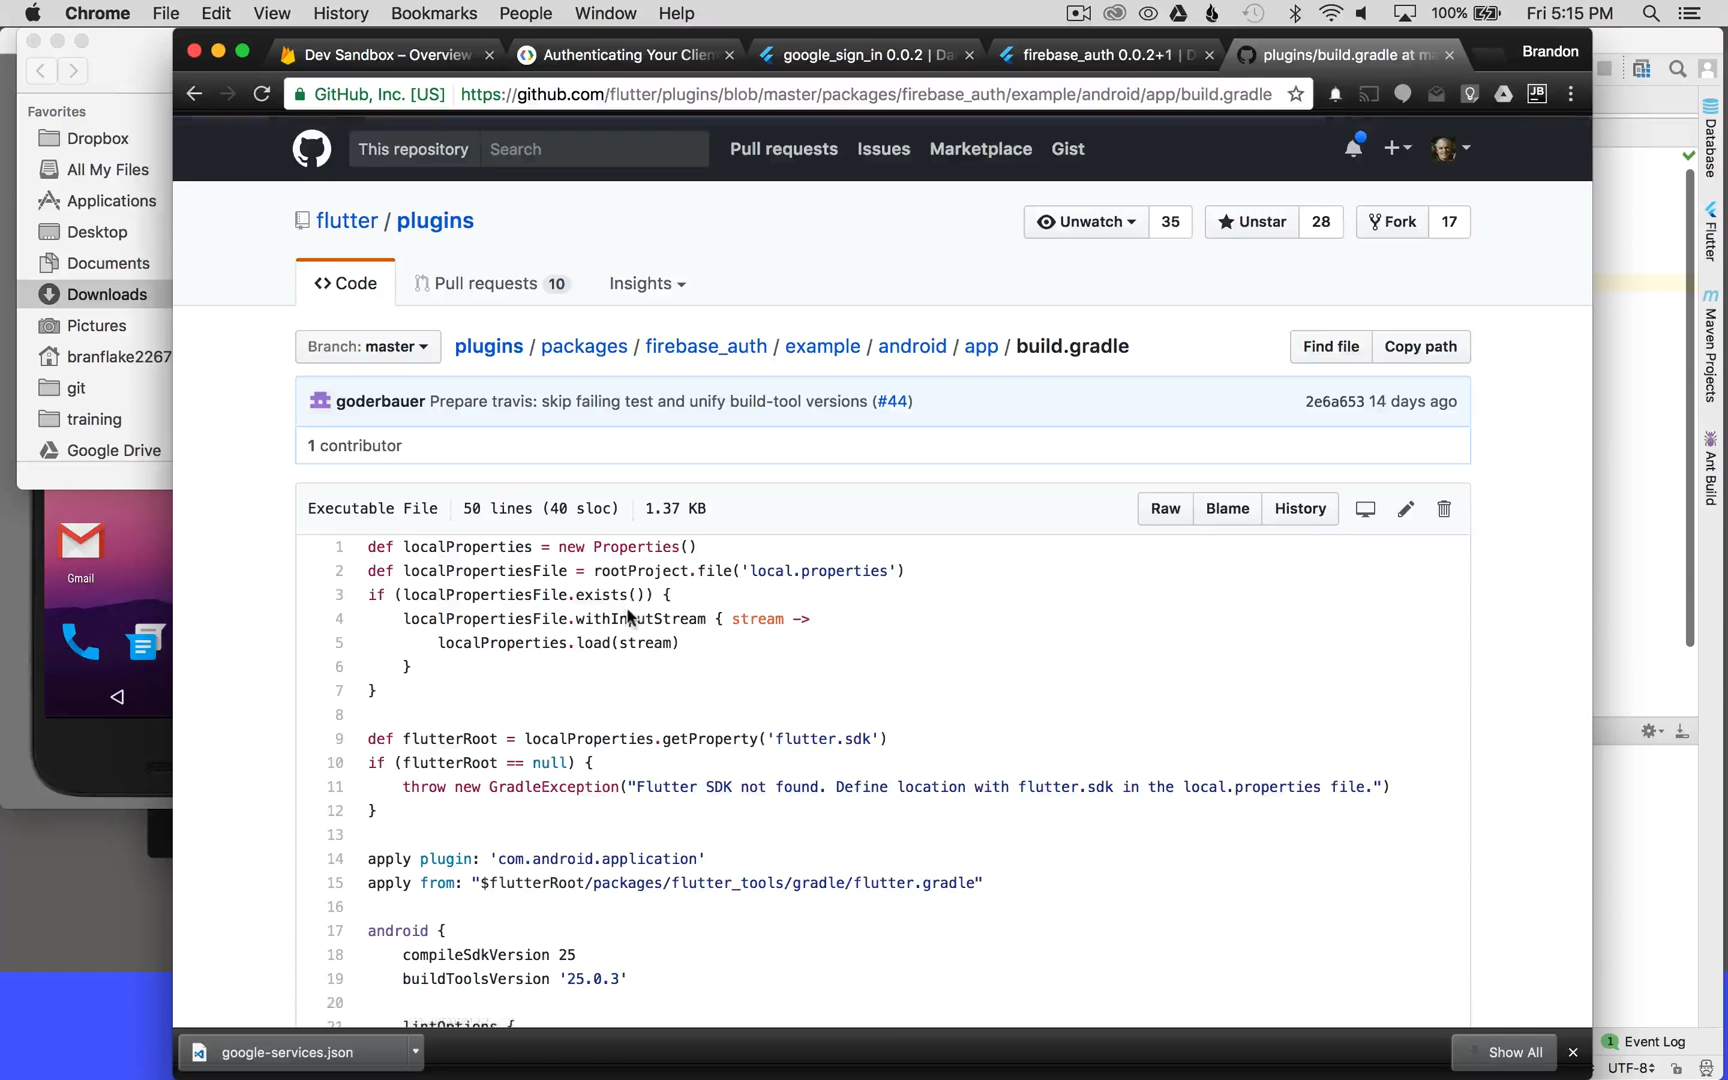 Chrome File Edit View History Bookmarks People Window Help 100% Fri 5:15 PM
Dev Sandbox – Overview Authenticating Your Clien google_sign_in 0.0.2 | Da firebase_auth 0.0.2+1 | D plugins/build.gradle at ma Brandon
GitHub, Inc. [US] https://github.com/flutter/plugins/blob/master/packages/firebase_auth/example/android/app/build.gradle
JB
Favorites
Dropbox
All My Files
Applications
Desktop
Documents
Downloads
Pictures
branflake2267
git
training
Google Drive
Gmail
This repository Search Pull requests Issues Marketplace Gist
flutter / plugins
Unwatch 35 Unstar 28 Fork 17
Code Pull requests 10 Insights
Branch: master plugins / packages / firebase_auth / example / android / app / build.gradle Find file Copy path
goderbauer Prepare travis: skip failing test and unify build-tool versions (#44) 2e6a653 14 days ago
1 contributor
Executable File 50 lines (40 sloc) 1.37 KB Raw Blame History
1 def localProperties = new Properties()
2 def localPropertiesFile = rootProject.file('local.properties')
3 if (localPropertiesFile.exists()) {
4 localPropertiesFile.withInputStream { stream ->
5 localProperties.load(stream)
6 }
7 }
8
9 def flutterRoot = localProperties.getProperty('flutter.sdk')
10 if (flutterRoot == null) {
11 throw new GradleException("Flutter SDK not found. Define location with flutter.sdk in the local.properties file.")
12 }
13
14 apply plugin: 'com.android.application'
15 apply from: "$flutterRoot/packages/flutter_tools/gradle/flutter.gradle"
16
17 android {
18 compileSdkVersion 25
19 buildToolsVersion '25.0.3'
20
21 lintOptions {
google-services.json Show All
Database
Flutter
m Maven Projects
Ant Build
1 Event Log
UTF-8